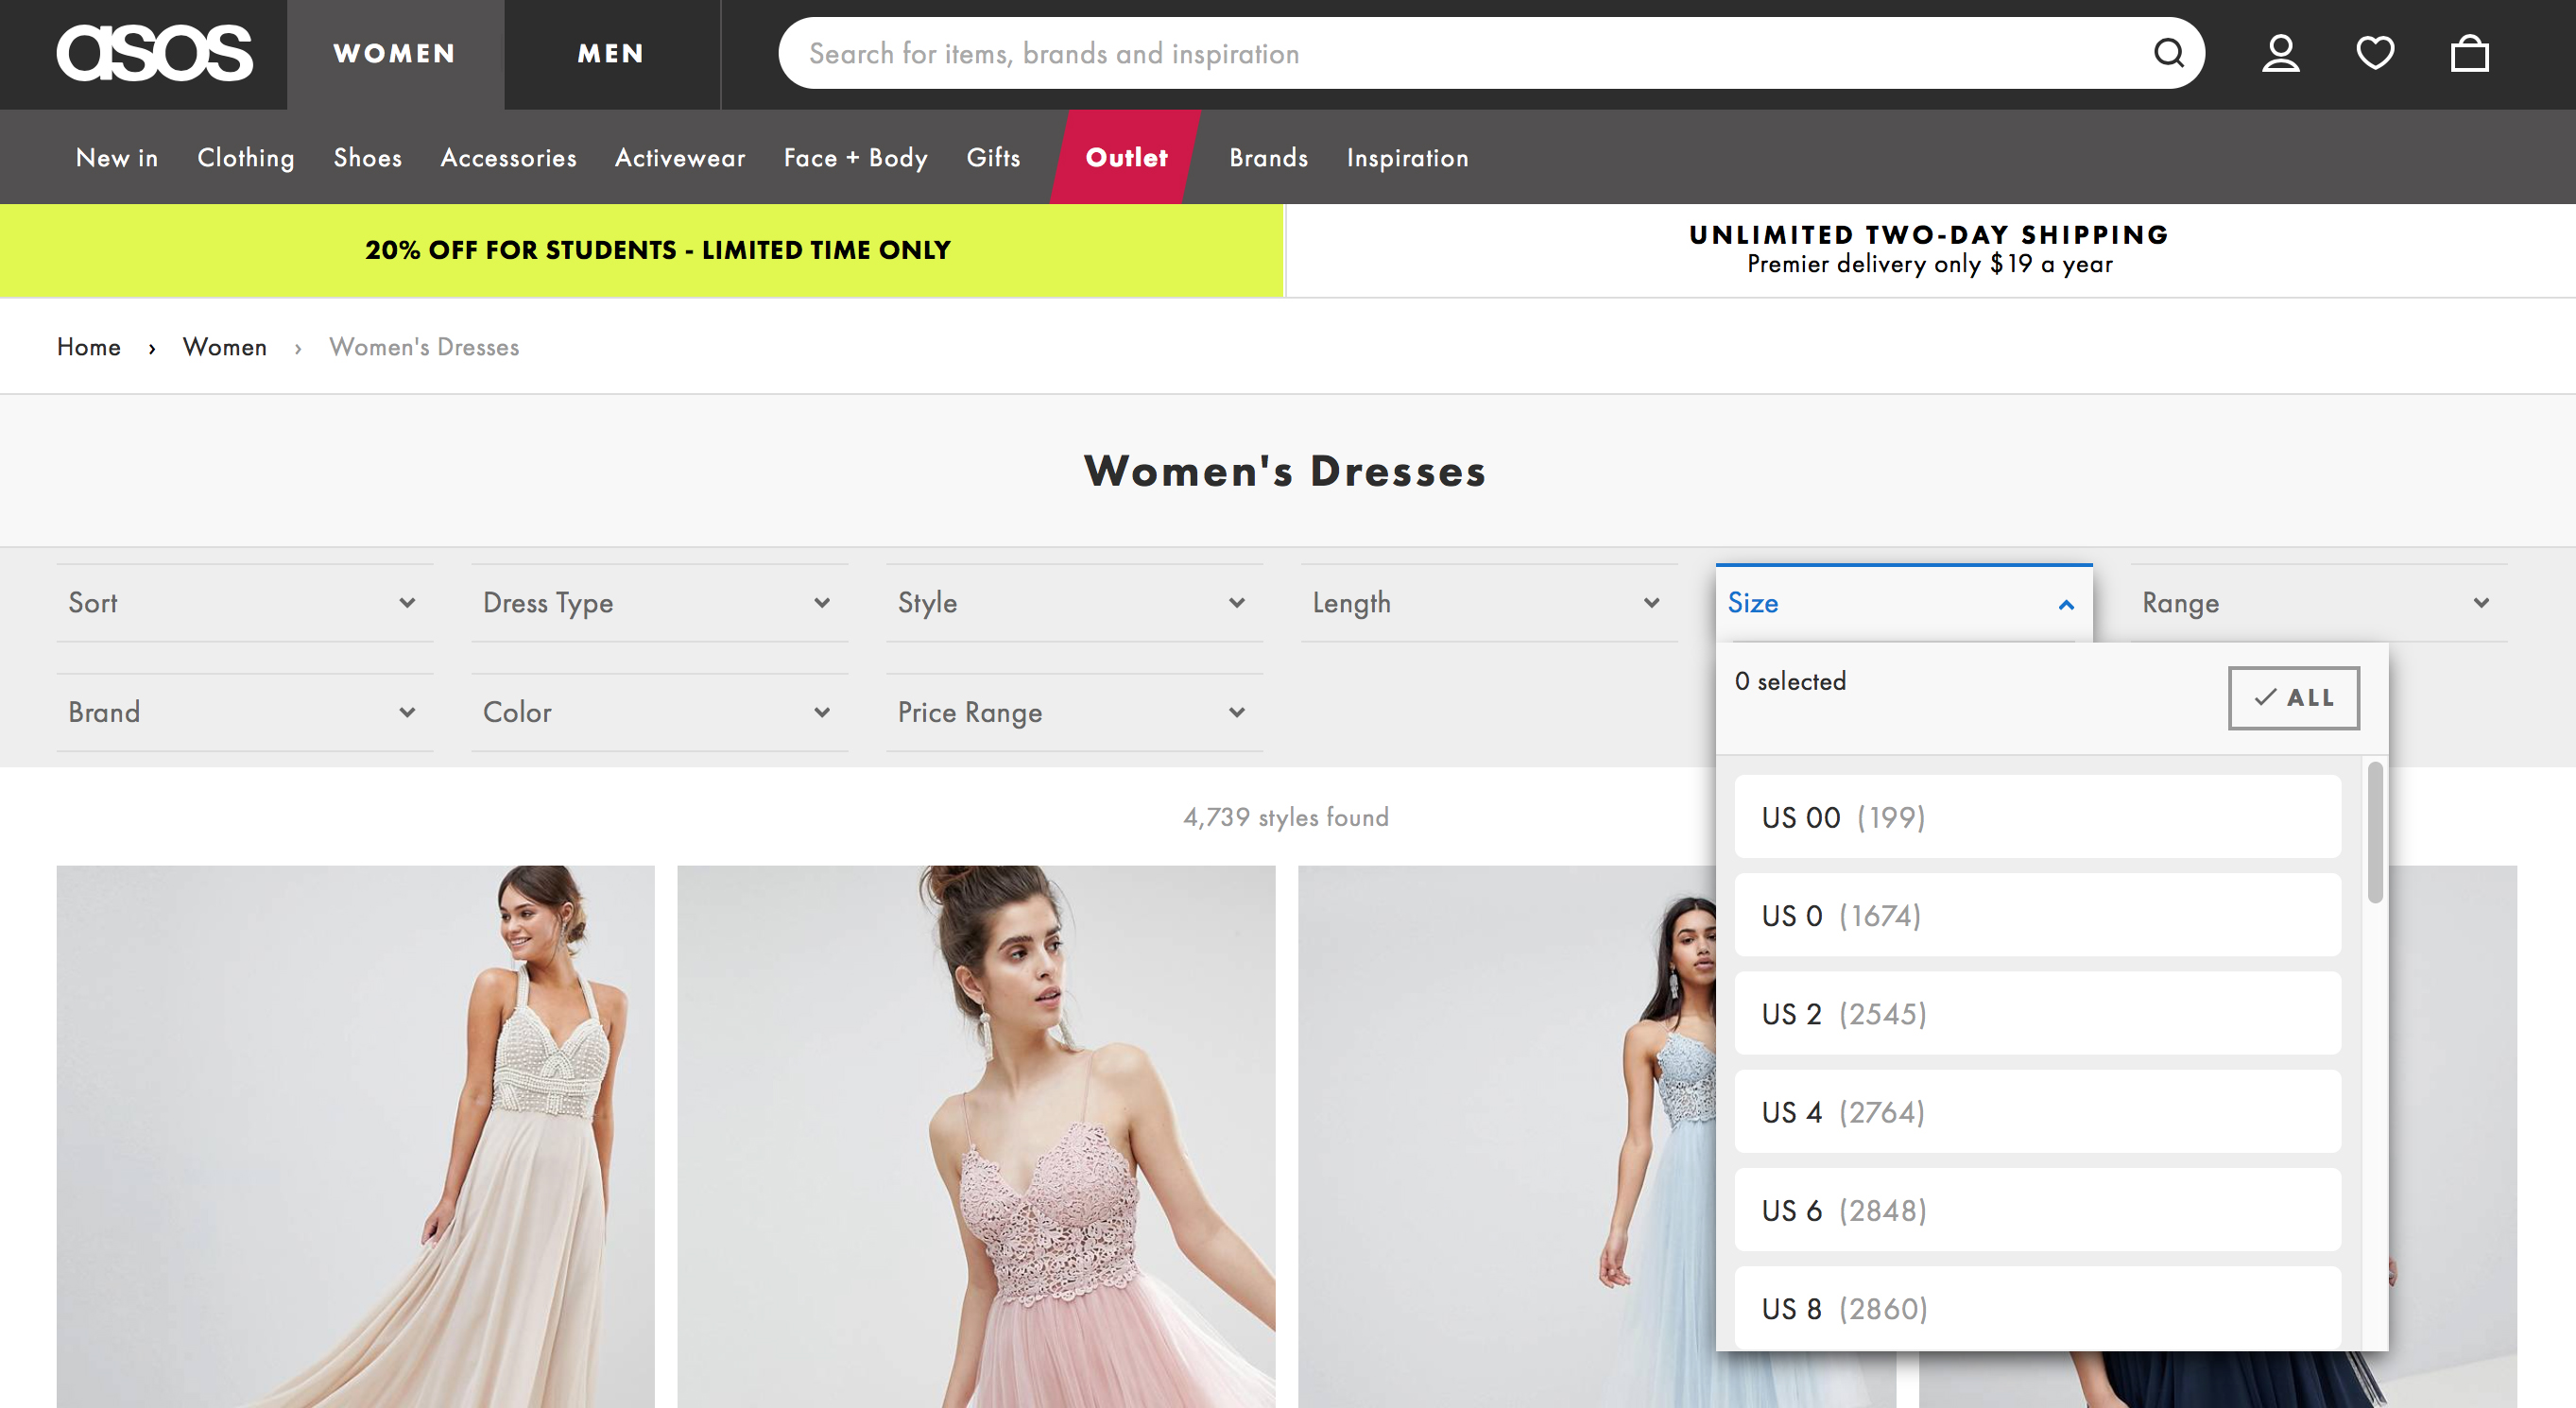 asos
WOMEN
MEN
Search for items, brands and inspiration
New in
Clothing
Shoes
Accessories
Activewear
Face + Body
Gifts
Outlet
Brands
Inspiration
20% OFF FOR STUDENTS - LIMITED TIME ONLY
UNLIMITED TWO-DAY SHIPPING
Premier delivery only $19 a year
Home › Women › Women's Dresses
Women's Dresses
Sort
Dress Type
Style
Length
Size
Range
Brand
Color
Price Range
0 selected
ALL
US 00 (199)
US 0 (1674)
US 2 (2545)
US 4 (2764)
US 6 (2848)
US 8 (2860)
4,739 styles found